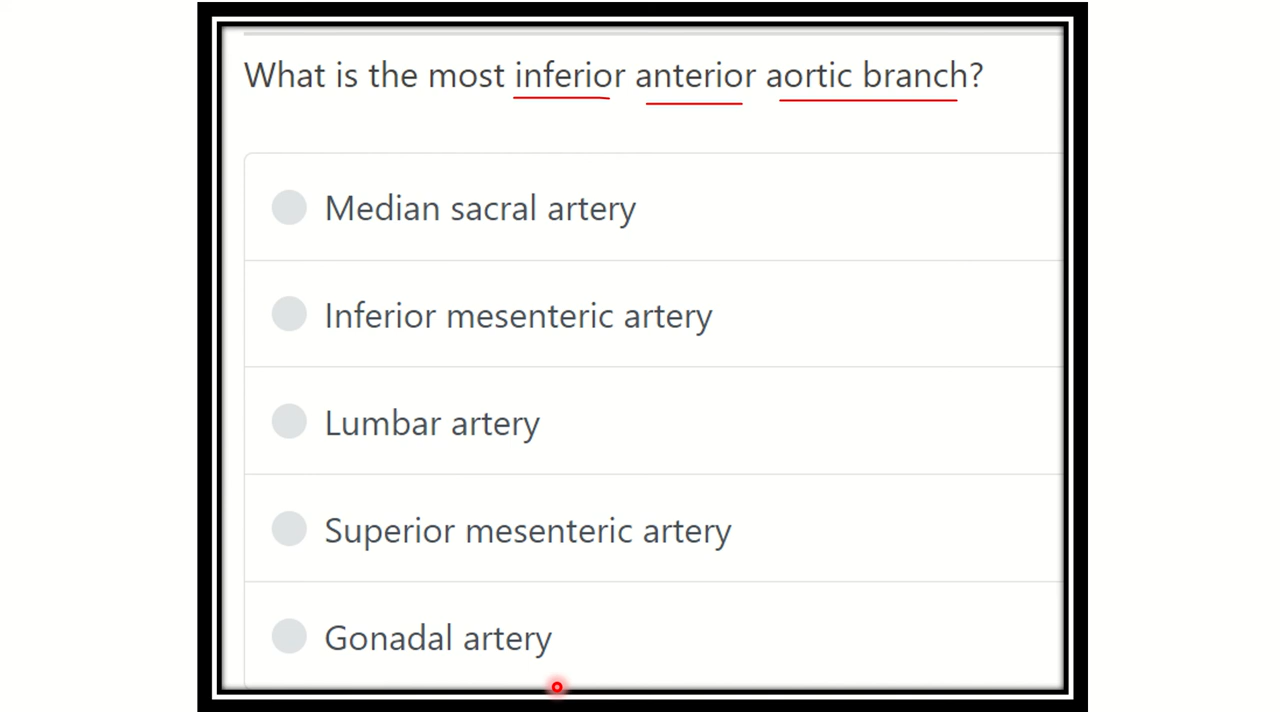 What is the most inferior anterior aortic branch?
Median sacral artery
Inferior mesenteric artery
Lumbar artery
Superior mesenteric artery
Gonadal artery